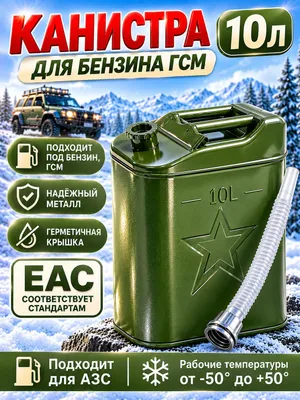 КАНИСТРА 10л
ДЛЯ БЕНЗИНА ГСМ
ПОДХОДИТ
ПОД БЕНЗИН,
ГСМ
НАДЁЖНЫЙ
МЕТАЛЛ
ГЕРМЕТИЧНАЯ
КРЫШКА
10L
ЕАС
СООТВЕТСТВУЕТ
СТАНДАРТАМ
Подходит
для АЗС
Рабочие температуры
от -50° до +50°